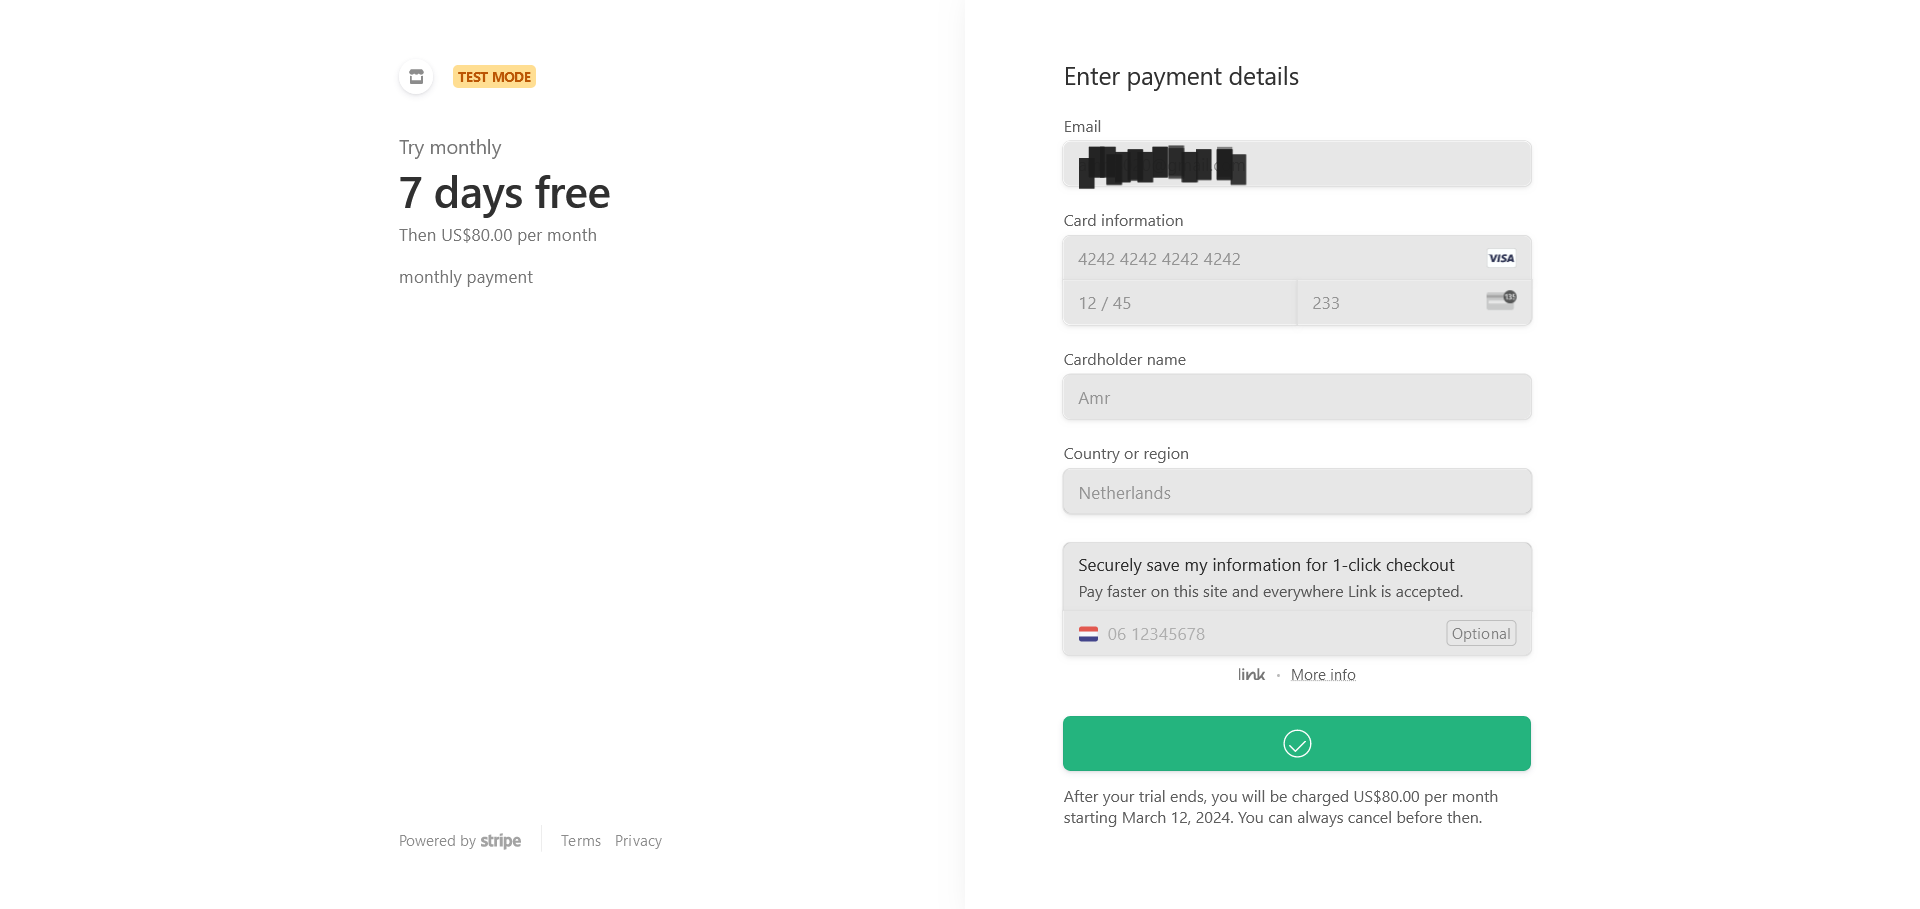 TEST MODE
Try monthly
7 days free
Then US$80.00 per month
monthly payment
Powered by stripe
Terms
Privacy
Enter payment details
Email
Card information
4242 4242 4242 4242
VISA
12 / 45
233
Cardholder name
Amr
Country or region
Netherlands
Securely save my information for 1-click checkout
Pay faster on this site and everywhere Link is accepted.
06 12345678
Optional
link • More info
After your trial ends, you will be charged US$80.00 per month
starting March 12, 2024. You can always cancel before then.